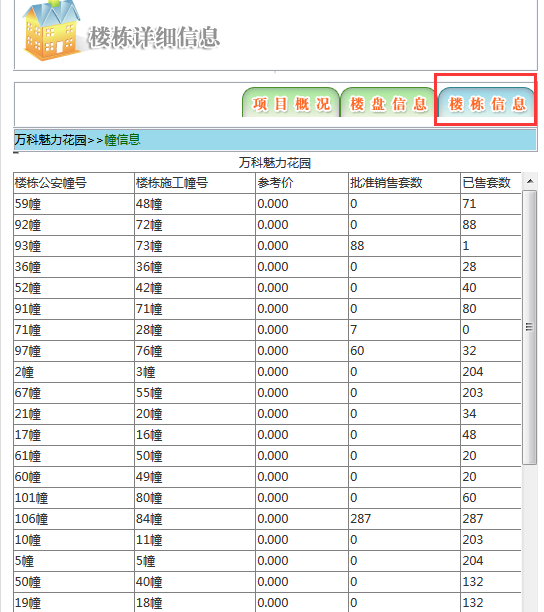 楼栋详细信息
项目概况 楼盘信息 楼栋信息
万科魅力花园>>幢信息
万科魅力花园
楼栋公安幢号 楼栋施工幢号 参考价 批准销售套数 已售套数
59幢 48幢 0.000 0 71
92幢 72幢 0.000 0 88
93幢 73幢 0.000 88 1
36幢 36幢 0.000 0 28
52幢 42幢 0.000 0 40
91幢 71幢 0.000 0 80
71幢 28幢 0.000 7 0
97幢 76幢 0.000 60 32
2幢 3幢 0.000 0 204
67幢 55幢 0.000 0 203
21幢 20幢 0.000 0 34
17幢 16幢 0.000 0 48
61幢 50幢 0.000 0 20
60幢 49幢 0.000 0 20
101幢 80幢 0.000 0 60
106幢 84幢 0.000 287 287
10幢 11幢 0.000 0 203
5幢 5幢 0.000 0 204
50幢 40幢 0.000 0 132
19幢 18幢 0.000 0 132